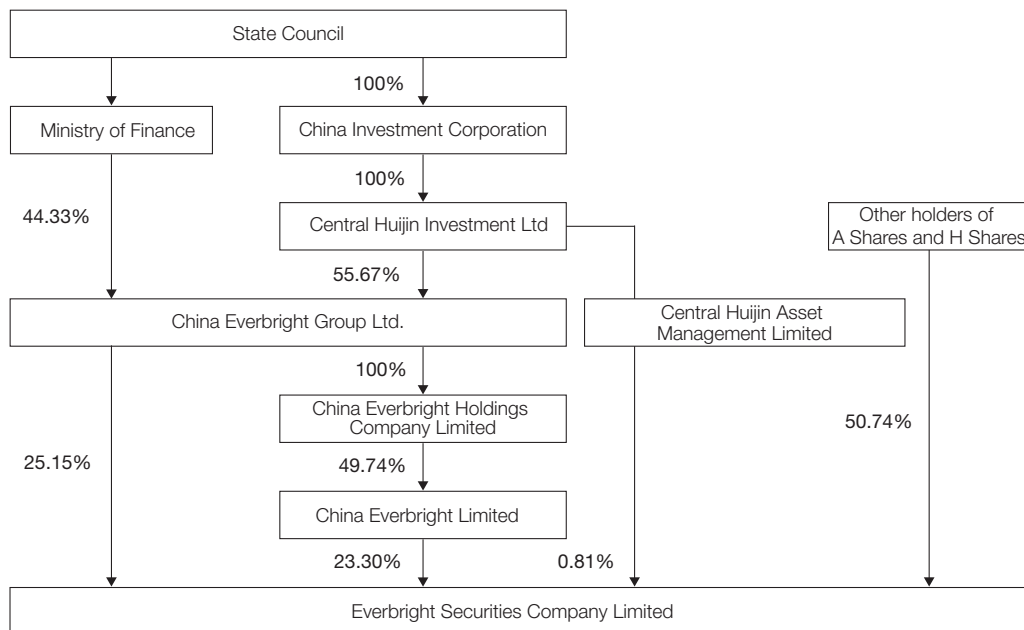 State Council
100%
Ministry of Finance
China Investment Corporation
100%
44.33%
Central Huijin Investment Ltd
Other holders of
A Shares and H Shares
55.67%
China Everbright Group Ltd.
Central Huijin Asset
Management Limited
100%
China Everbright Holdings
Company Limited
50.74%
25.15%
49.74%
China Everbright Limited
23.30%
0.81%
Everbright Securities Company Limited